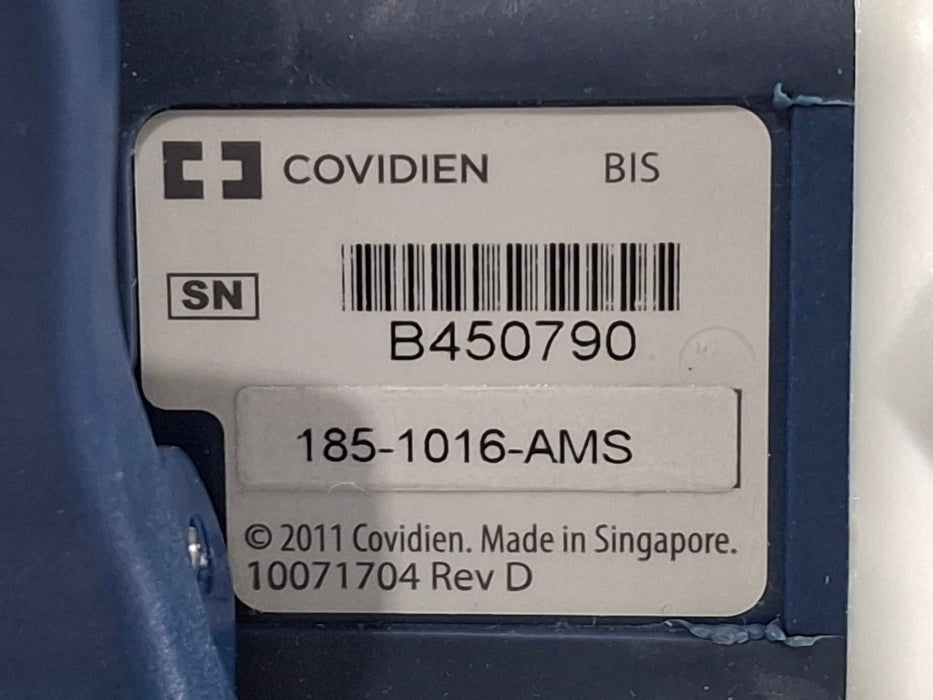 COVIDIEN BIS
SN
B450790
185-1016-AMS
© 2011 Covidien. Made in Singapore.
10071704 Rev D